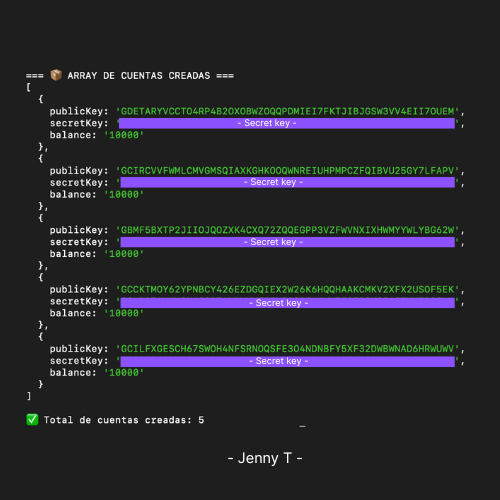 === 📦 ARRAY DE CUENTAS CREADAS ===
[
{
publicKey: 'GDETARYVCCTO4RP4B2OXOBWZOQQPDMIEI7FKTJIBJGSW3VV4EII7OUEM',
secretKey: '- Secret key -',
balance: '10000'
},
{
publicKey: 'GCIRCVVFWMLCMVGMSQIAXKGHKOOQWNREIUHPMPCZFQIBVU25GY7LFAPV',
secretKey: '- Secret key -',
balance: '10000'
},
{
publicKey: 'GBMF5BXTP2JIIOJQOZXK4CXQ72ZQQEGPP3VZFWVNXIXHWMYYWLYBG62W',
secretKey: '- Secret key -',
balance: '10000'
},
{
publicKey: 'GCCKTMOY62YPNBCY426EZDGQIEX2W26K6HQQHAAKCMKV2XFX2USOF5EK',
secretKey: '- Secret key -',
balance: '10000'
},
{
publicKey: 'GCILFXGESCH67SWOH4NFSRNOQSFE3O4NDNBFY5XF32DWBWNAD6HRWUWV',
secretKey: '- Secret key -',
balance: '10000'
}
]
✅ Total de cuentas creadas: 5
- Jenny T -